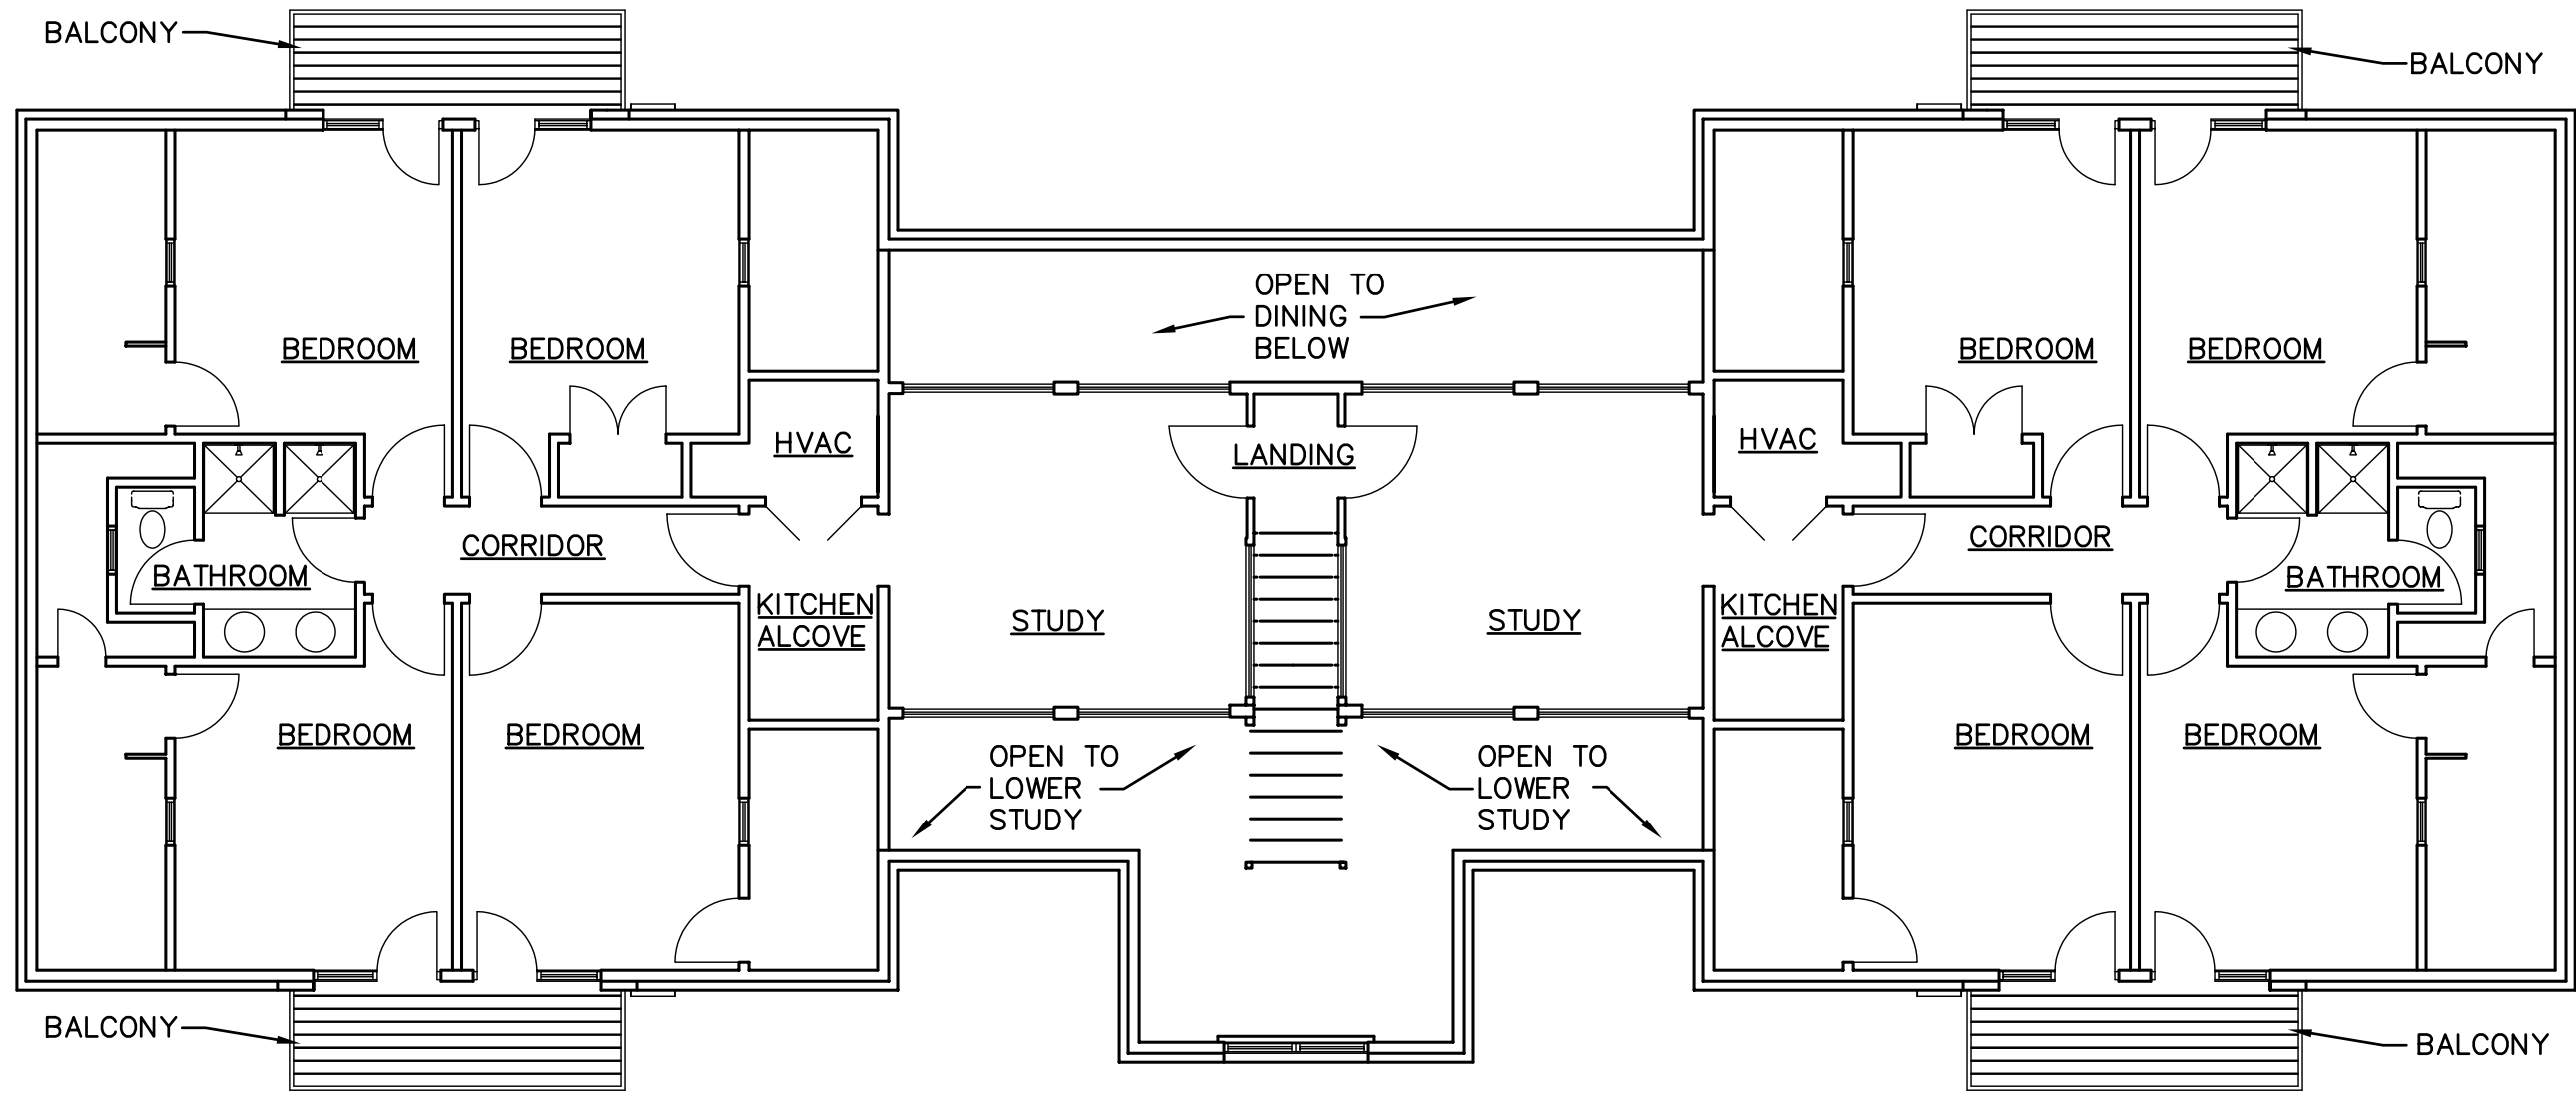 BALCONY
BALCONY
OPEN TO
DINING
BELOW
BEDROOM
BEDROOM
BEDROOM
BEDROOM
HVAC
LANDING
HVAC
CORRIDOR
CORRIDOR
BATHROOM
BATHROOM
KITCHEN
ALCOVE
STUDY
STUDY
KITCHEN
ALCOVE
BEDROOM
BEDROOM
BEDROOM
BEDROOM
OPEN TO
LOWER
STUDY
OPEN TO
LOWER
STUDY
BALCONY
BALCONY